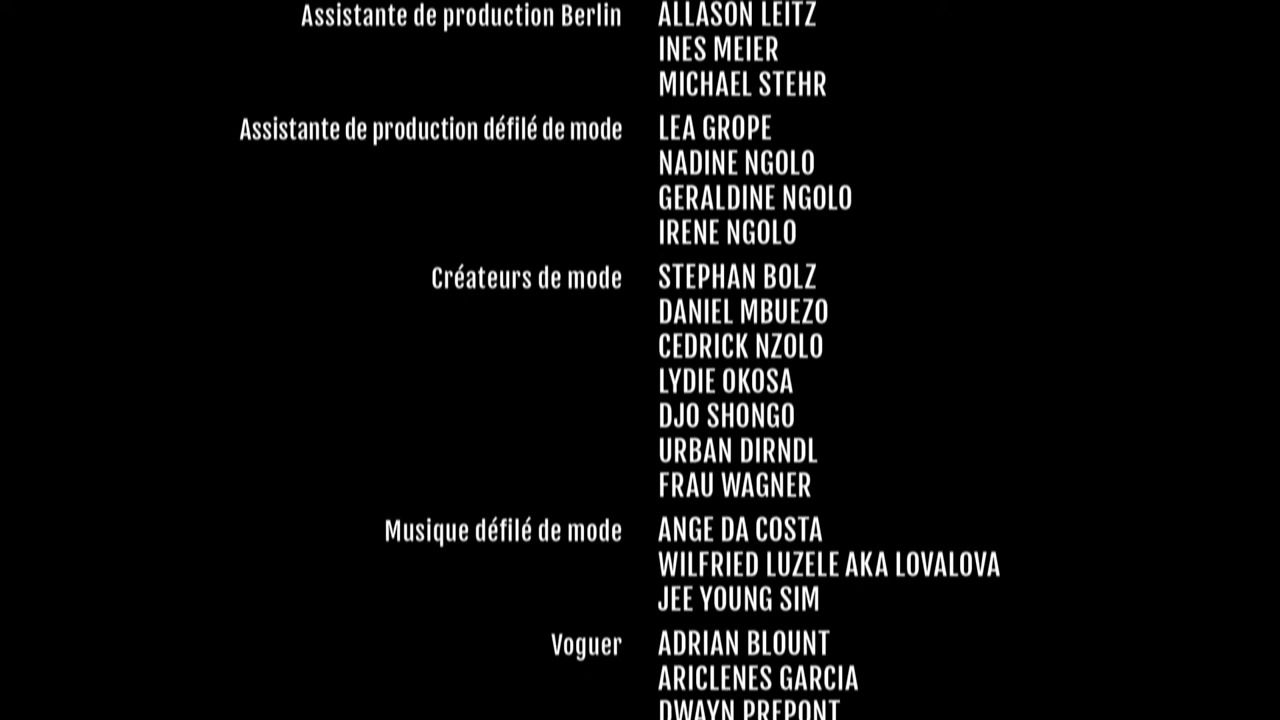 Assistante de production Berlin ALLASON LEITZ
INES MEIER
MICHAEL STEHR
Assistante de production défilé de mode LEA GROPE
NADINE NGOLO
GERALDINE NGOLO
IRENE NGOLO
Créateurs de mode STEPHAN BOLZ
DANIEL MBUEZO
CEDRICK NZOLO
LYDIE OKOSA
DJO SHONGO
URBAN DIRNDL
FRAU WAGNER
Musique défilé de mode ANGE DA COSTA
WILFRIED LUZELE AKA LOVALOVA
JEE YOUNG SIM
Voguer ADRIAN BLOUNT
ARICLENES GARCIA
DWAYN PREPONT